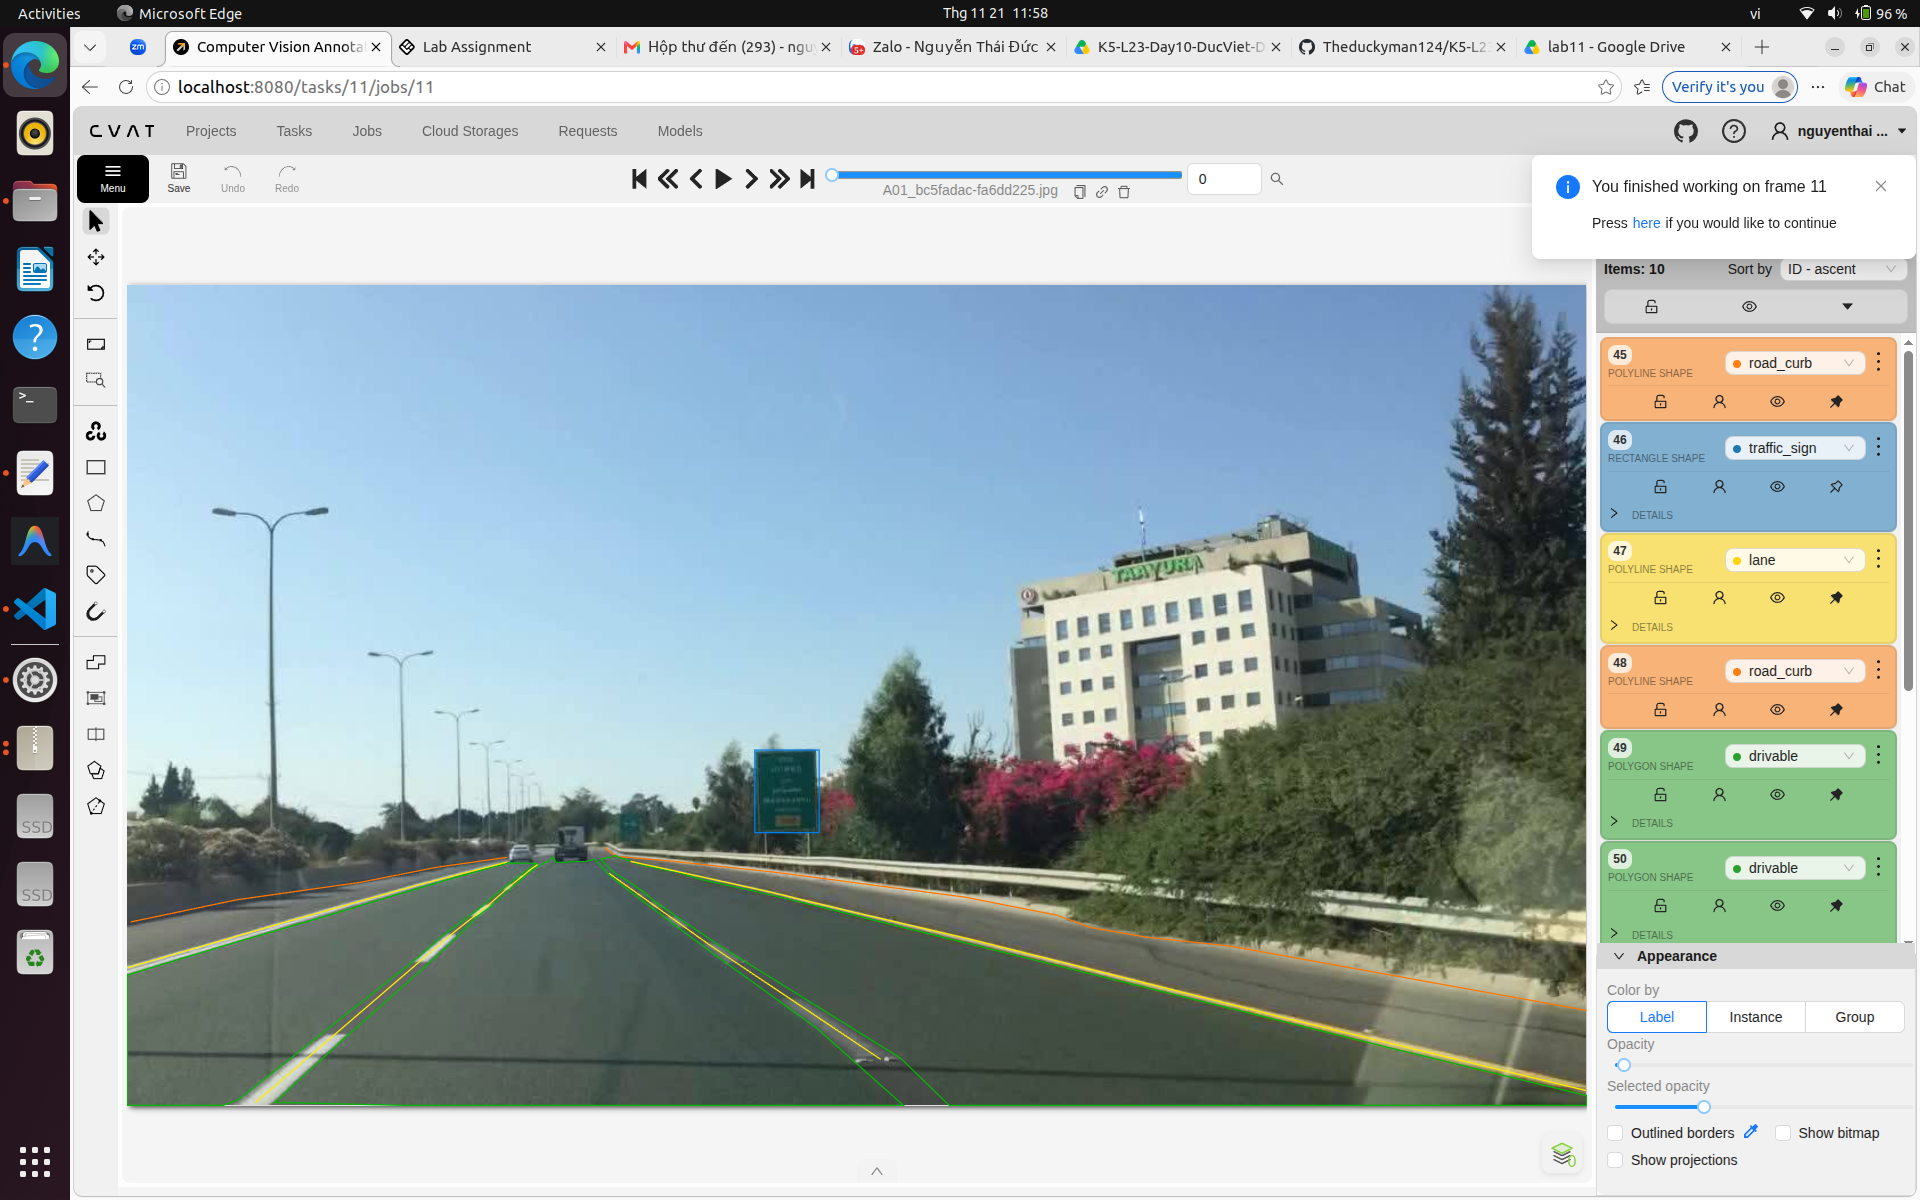 Activities
Microsoft Edge
Thg 11 21 11:58
vi
96 %
zm
Computer Vision Annota
Lab Assignment
Hộp thư đến (293) - ngu
Zalo - Nguyễn Thái Đức
K5-L23-Day10-DucViet-D
Theduckyman124/K5-L23
lab11 - Google Drive
localhost:8080/tasks/11/jobs/11
Verify it's you
Chat
CVAT
Projects
Tasks
Jobs
Cloud Storages
Requests
Models
nguyenthai ...
Menu
Save
Undo
Redo
A01_bc5fadac-fa6dd225.jpg
0
You finished working on frame 11
Press here if you would like to continue
Items: 10
Sort by
ID - ascent
45
POLYLINE SHAPE
road_curb
46
RECTANGLE SHAPE
traffic_sign
DETAILS
47
POLYLINE SHAPE
lane
DETAILS
48
POLYLINE SHAPE
road_curb
49
POLYGON SHAPE
drivable
DETAILS
50
POLYGON SHAPE
drivable
DETAILS
TAAVURA
SSD
SSD
Appearance
Color by
Label
Instance
Group
Opacity
Selected opacity
Outlined borders
Show bitmap
Show projections
0